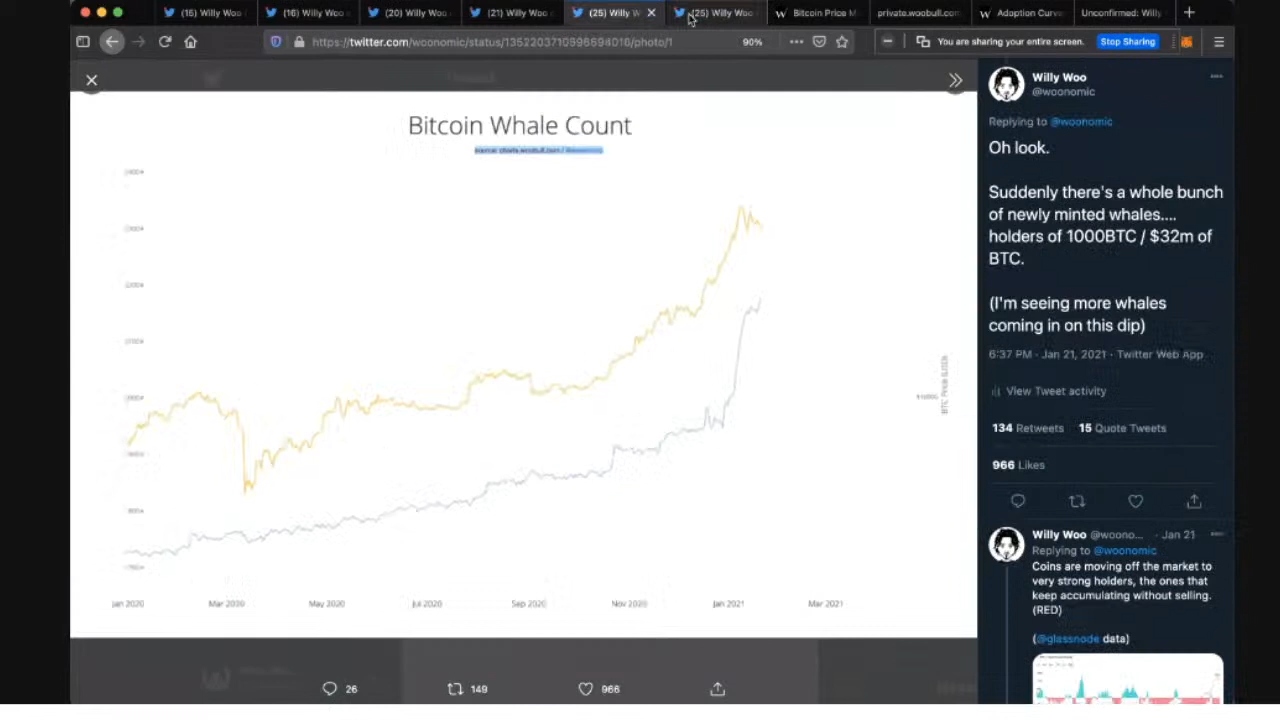 (15) Willy Woo
(16) Willy Woo
(20) Willy Woo
(21) Willy Woo
(25) Willy W
(25) Willy Woo
Bitcoin Price M
private.woobull.com
Adoption Curve
Unconfirmed: Willy
90%
You are sharing your entire screen.
Stop Sharing
Bitcoin Whale Count
source: charts.woobull.com /
BTC Price (USD)
Jan 2020
Mar 2020
May 2020
Jul 2020
Sep 2020
Nov 2020
Jan 2021
Mar 2021
26
149
966
Willy Woo
@woonomic
Replying to @woonomic
Oh look.
Suddenly there's a whole bunch
of newly minted whales....
holders of 1000BTC / $32m of
BTC.
(I'm seeing more whales
coming in on this dip)
6:37 PM · Jan 21, 2021 · Twitter Web App
View Tweet activity
134 Retweets 15 Quote Tweets
966 Likes
Willy Woo @woono... · Jan 21
Replying to @woonomic
Coins are moving off the market to
very strong holders, the ones that
keep accumulating without selling.
(RED)
(@glassnode data)